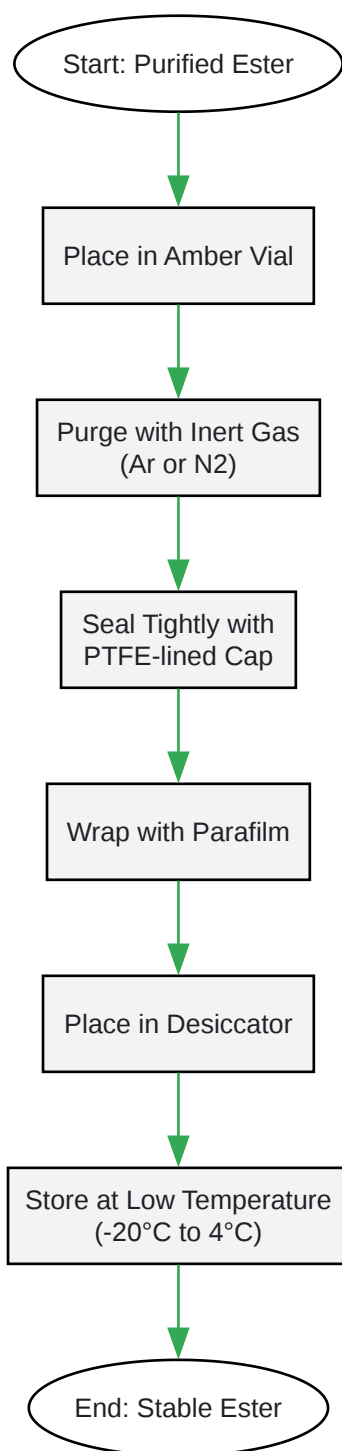 Start: Purified Ester
Place in Amber Vial
Purge with Inert Gas
(Ar or N2)
Seal Tightly with
PTFE-lined Cap
Wrap with Parafilm
Place in Desiccator
Store at Low Temperature
(-20°C to 4°C)
End: Stable Ester